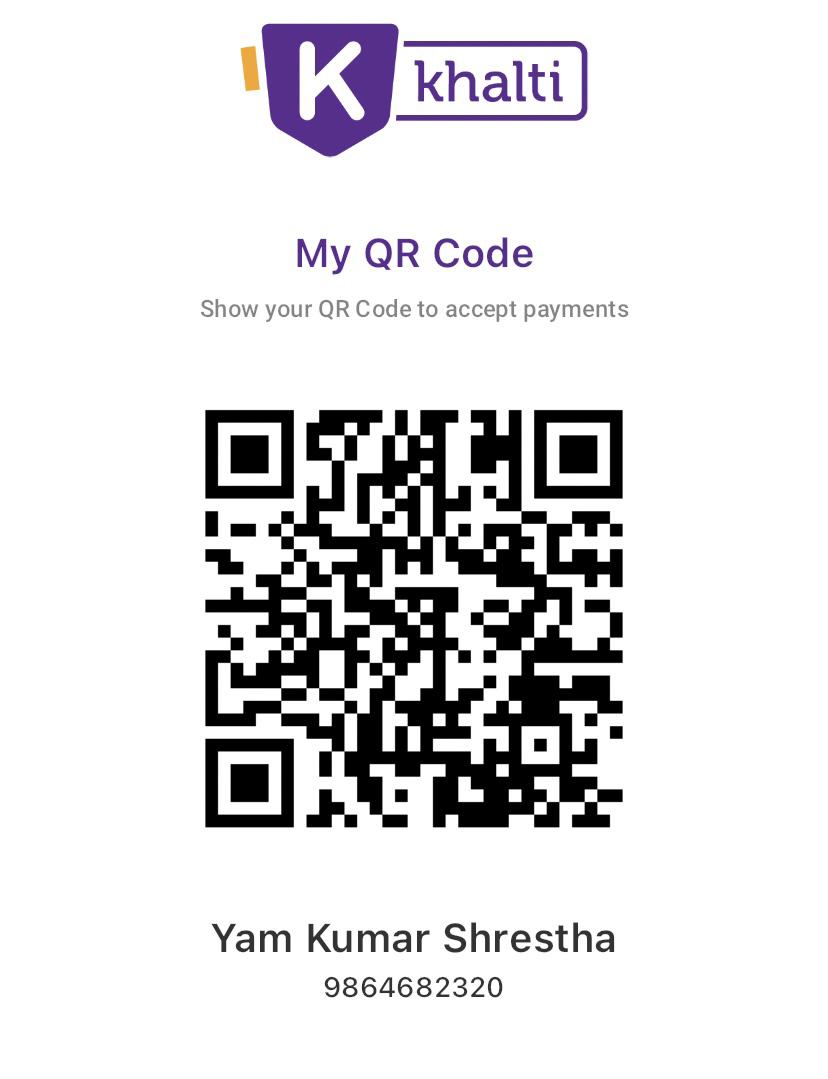 K khalti
My QR Code
Show your QR Code to accept payments
Yam Kumar Shrestha
9864682320